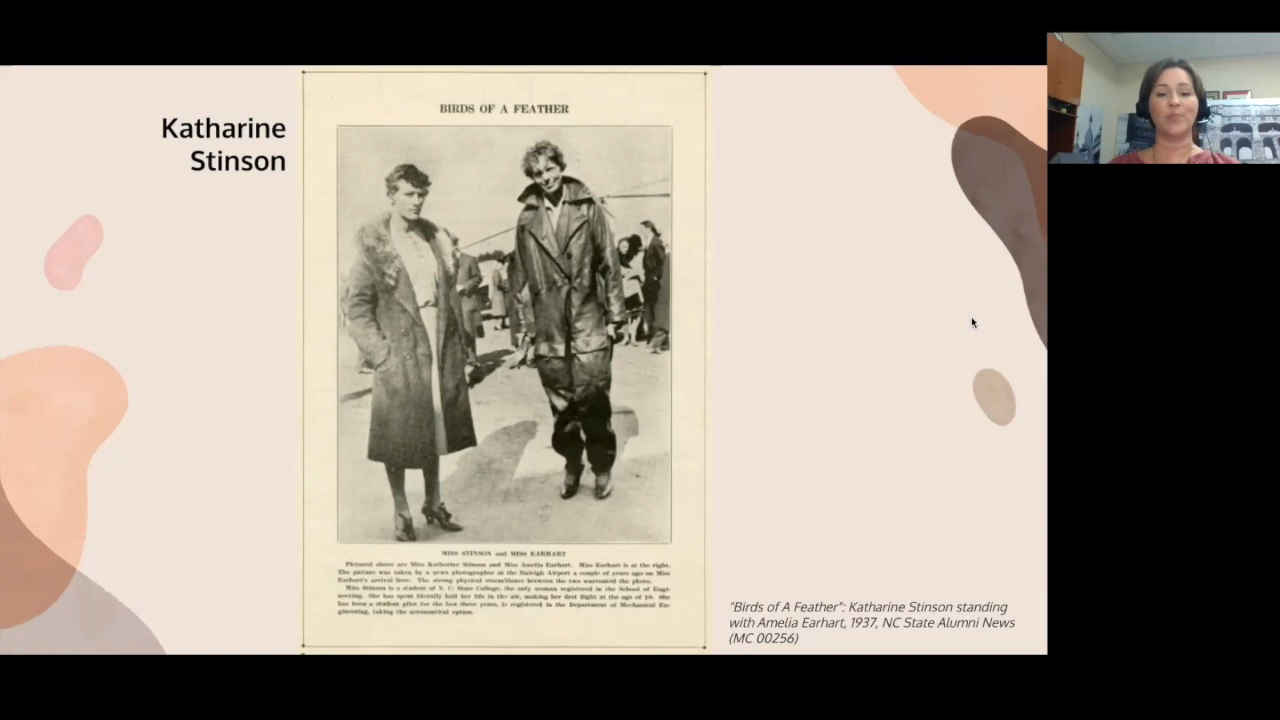 Katharine
Stinson
BIRDS OF A FEATHER
MISS STINSON and MISS EARHART
Pictured above are Miss Katherine Stinson and Miss Amelia Earhart. Miss Earhart is at the right.
The picture was taken by a news photographer at the Raleigh Airport a couple of years ago on Miss
Earhart's arrival here. The strong physical resemblance between the two warranted the photo.
Miss Stinson is a student of N. C. State College, the only woman registered in the School of Engi-
neering. She has spent literally half her life in the air, making her first flight at the age of 10. She
has been a student pilot for the last three years, is registered in the Department of Mechanical En-
gineering, taking the aeronautical option.
"Birds of A Feather": Katharine Stinson standing
with Amelia Earhart, 1937, NC State Alumni News
(MC 00256)